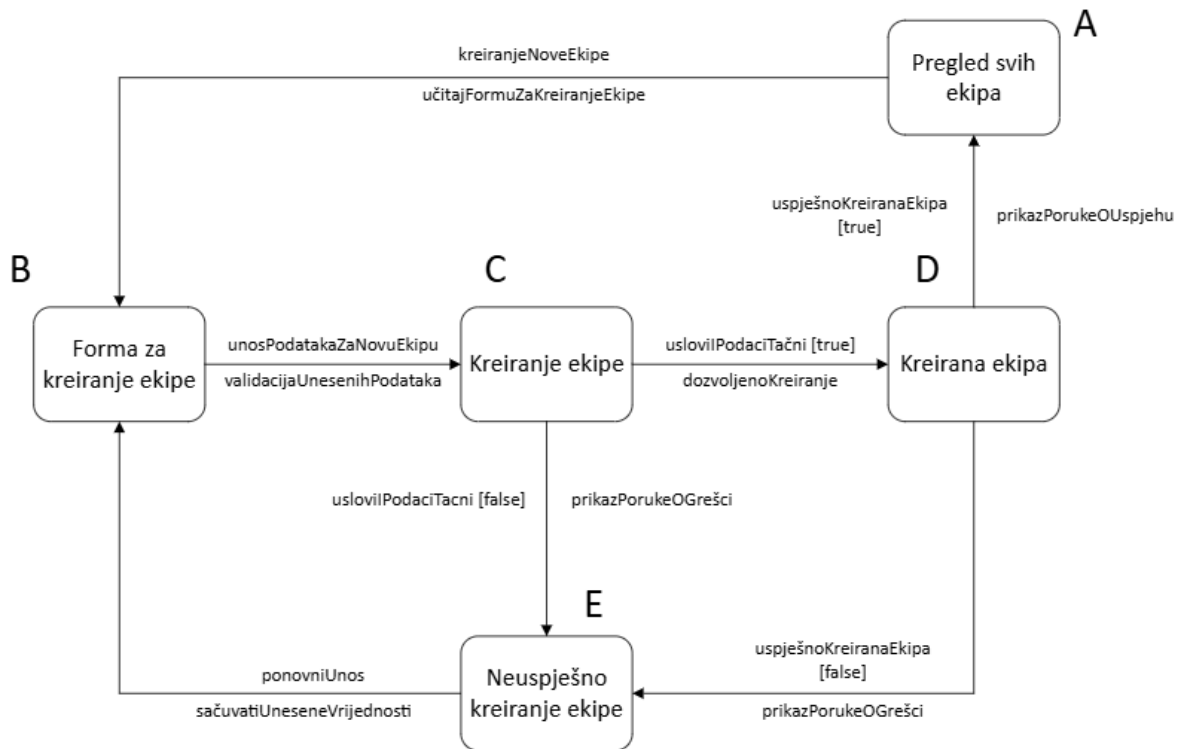 A
kreiranjeNoveEkipe
Pregled svih
ekipa
učitajFormuZaKreiranjeEkipe
uspješnoKreiranaEkipa
[true]
prikazPorukeOUspjehu
B
C
D
Forma za
kreiranje ekipe
unosPodatakaZaNovuEkipu
validacijaUnesenihPodataka
Kreiranje ekipe
usloviIPodaciTačni [true]
dozvoljenoKreiranje
Kreirana ekipa
usloviIPodaciTacni [false]
prikazPorukeOGrešci
E
ponovniUnos
sačuvatiUneseneVrijednosti
Neuspješno
kreiranje ekipe
uspješnoKreiranaEkipa
[false]
prikazPorukeOGrešci